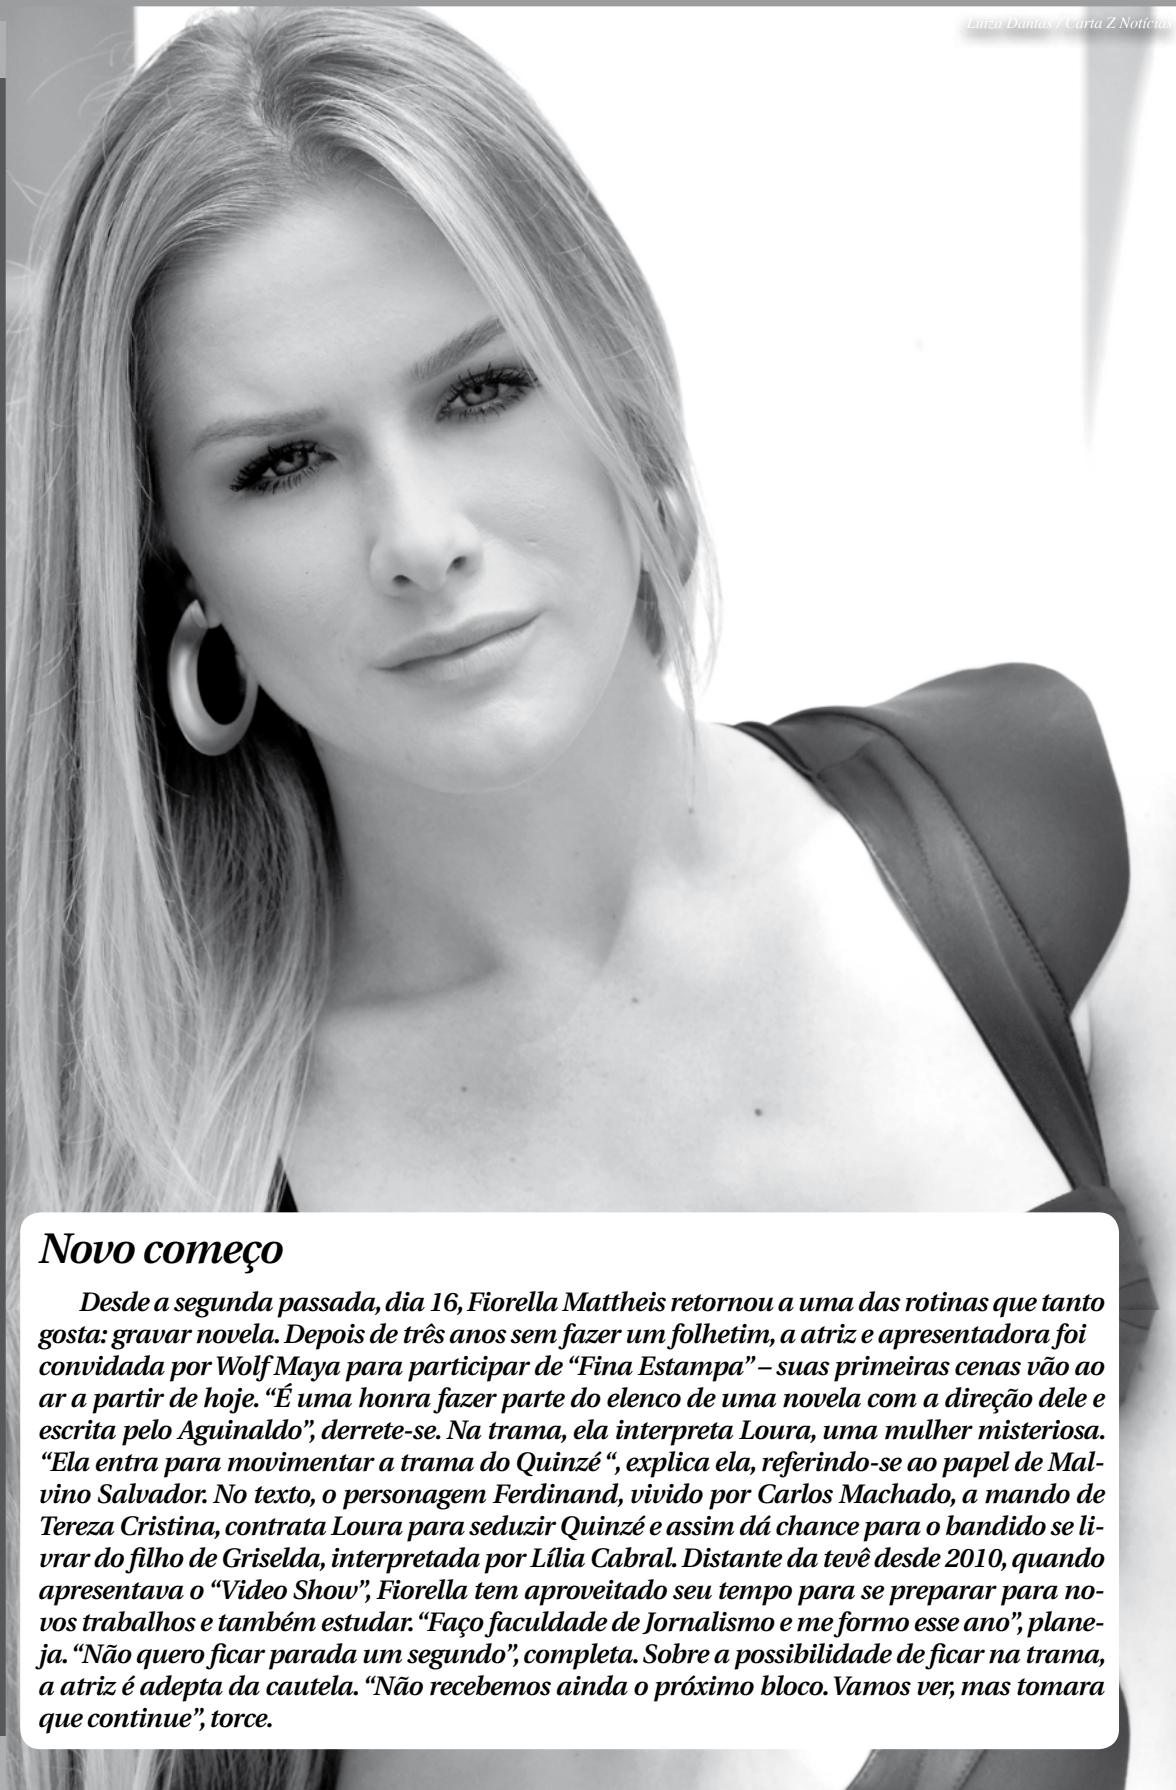 Luiza Dantas / Carta Z Notícias
Novo começo
Desde a segunda passada, dia 16, Fiorella Mattheis retornou a uma das rotinas que tanto
gosta: gravar novela. Depois de três anos sem fazer um folhetim, a atriz e apresentadora foi
convidada por Wolf Maya para participar de “Fina Estampa” – suas primeiras cenas vão ao
ar a partir de hoje. “É uma honra fazer parte do elenco de uma novela com a direção dele e
escrita pelo Aguinaldo”, derrete-se. Na trama, ela interpreta Loura, uma mulher misteriosa.
“Ela entra para movimentar a trama do Quinzé “, explica ela, referindo-se ao papel de Mal-
vino Salvador. No texto, o personagem Ferdinand, vivido por Carlos Machado, a mando de
Tereza Cristina, contrata Loura para seduzir Quinzé e assim dá chance para o bandido se li-
vrar do filho de Griselda, interpretada por Lília Cabral. Distante da tevê desde 2010, quando
apresentava o “Video Show”, Fiorella tem aproveitado seu tempo para se preparar para no-
vos trabalhos e também estudar. “Faço faculdade de Jornalismo e me formo esse ano”, plane-
ja. “Não quero ficar parada um segundo”, completa. Sobre a possibilidade de ficar na trama,
a atriz é adepta da cautela. “Não recebemos ainda o próximo bloco. Vamos ver, mas tomara
que continue”, torce.